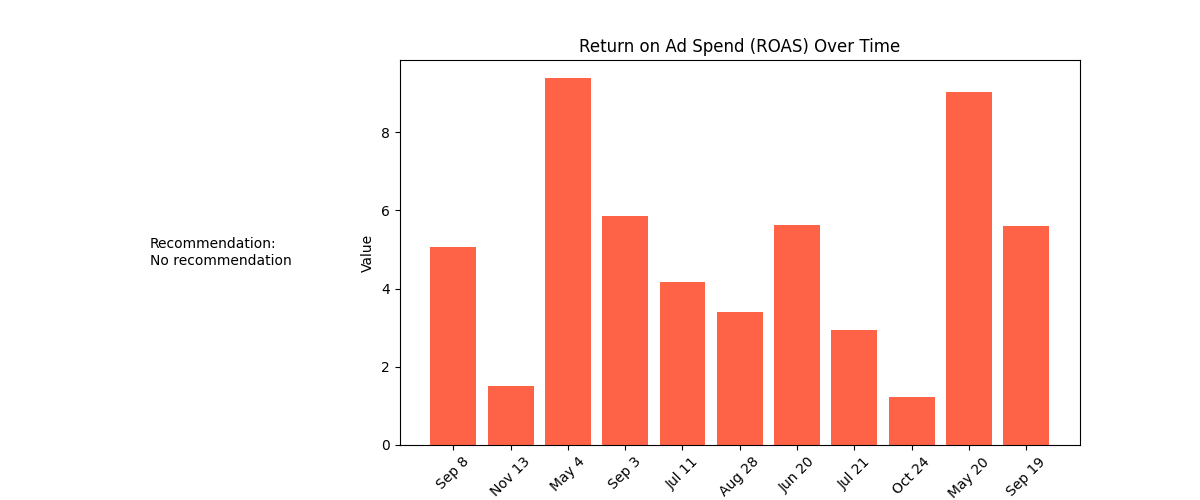 Return on Ad Spend (ROAS) Over Time
Recommendation:
No recommendation
Value
8
6
4
2
0
Sep 8
Nov 13
May 4
Sep 3
Jul 11
Aug 28
Jun 20
Jul 21
Oct 24
May 20
Sep 19